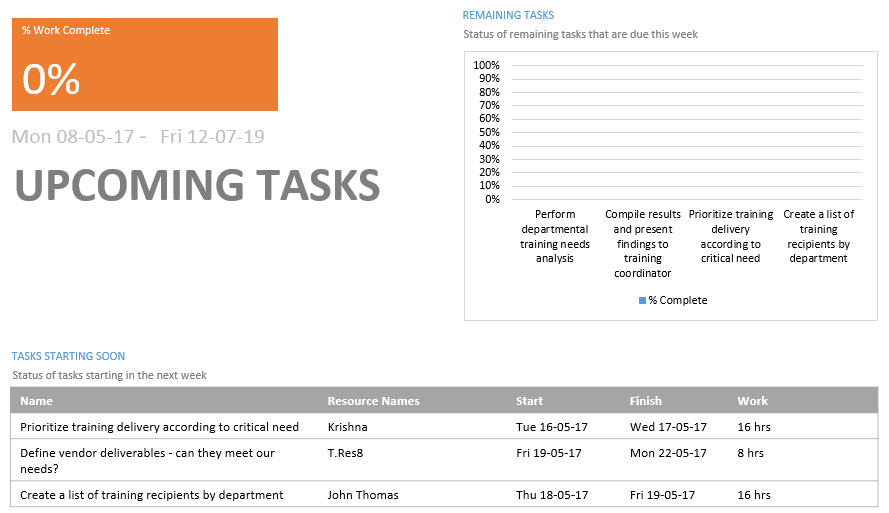 % Work Complete
0%
Mon 08-05-17 - Fri 12-07-19
UPCOMING TASKS
REMAINING TASKS
Status of remaining tasks that are due this week
100%
90%
80%
70%
60%
50%
40%
30%
20%
10%
0%
Perform departmental training needs analysis
Compile results and present findings to training coordinator
Prioritize training delivery according to critical need
Create a list of training recipients by department
% Complete
TASKS STARTING SOON
Status of tasks starting in the next week
Name Resource Names Start Finish Work
Prioritize training delivery according to critical need Krishna Tue 16-05-17 Wed 17-05-17 16 hrs
Define vendor deliverables - can they meet our needs? T.Res8 Fri 19-05-17 Mon 22-05-17 8 hrs
Create a list of training recipients by department John Thomas Thu 18-05-17 Fri 19-05-17 16 hrs